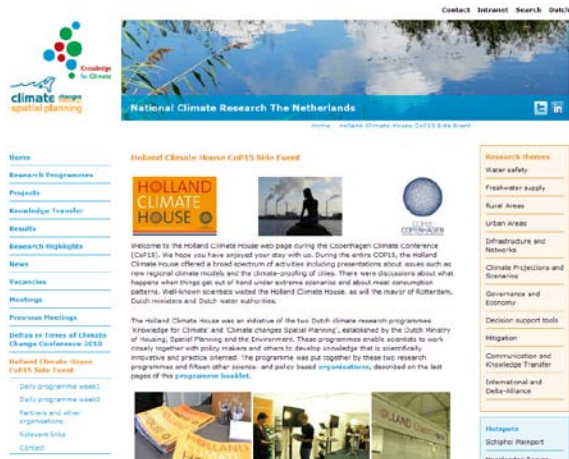 Contact Intranet Search Dutch
Knowledge
for Climate
climate changes
spatial planning
National Climate Research The Netherlands
Home Holland Climate House CoP15 Side Event
Home
Research Programmes
Projects
Knowledge Transfer
Results
Research Highlights
News
Vacancies
Meetings
Previous Meetings
Deltas in Times of Climate
Change Conference 2010
Holland Climate House
CoP15 Side Event
Daily programme week1
Daily programme week2
Partners and other
organisations
Relevant links
Contact
Holland Climate House CoP15 Side Event
HOLLAND
CLIMATE
HOUSE
COP15
COPENHAGEN
Welcome to the Holland Climate House web page during the Copenhagen Climate Conference
(CoP15). We hope you have enjoyed your stay with us. During the entire COP15, the Holland
Climate House offered a broad spectrum of activities including presentations about issues such as
new regional climate models and the climate-proofing of cities. There were discussions about what
happen when things get out of hand under extreme scenarios and about meat consumption
patterns. Well-known scientists visited the Holland Climate House, as will the mayor of Rotterdam,
Dutch ministers and Dutch water authorities.
The Holland Climate House was an initiative of the two Dutch climate research programmes
'Knowledge for Climate' and 'Climate changes Spatial Planning', established by the Dutch Ministry
of Housing, Spatial Planning and the Environment. These programmes enable scientists to work
closely together with policy makers and others to develop knowledge that is scientifically
innovative and practice oriented. The programme was put together by these two research
programmes and fifteen other science- and policy based organisations, described on the last
pages of this programme booklet.
HOLLAND
CLIMATE
HOLLAND CLIMATE
Research themes
Water safety
Freshwater supply
Rural Areas
Urban Areas
Infrastructure and
Networks
Climate Projections and
Scenarios
Governance and
Economy
Decision support tools
Mitigation
Communication and
Knowledge Transfer
International and
Delta-Alliance
Hotspots
Schiphol Mainport